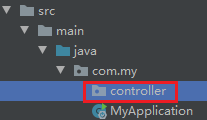 src
main
java
com.my
controller
MyApplication